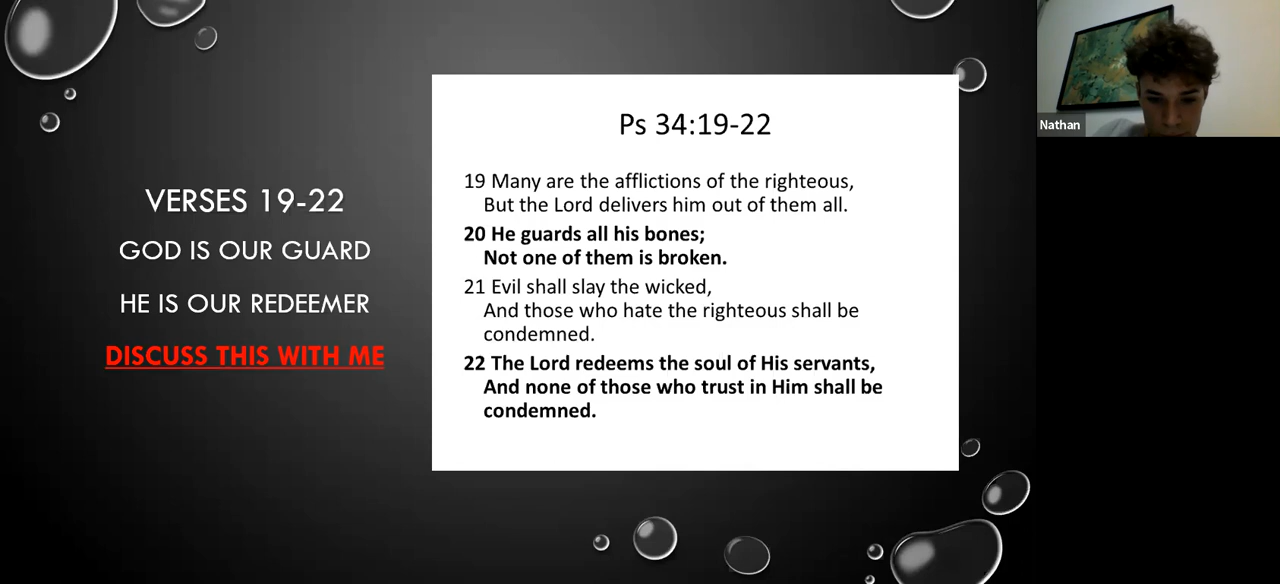 VERSES 19-22
GOD IS OUR GUARD
HE IS OUR REDEEMER
DISCUSS THIS WITH ME
Ps 34:19-22
19 Many are the afflictions of the righteous,
But the Lord delivers him out of them all.
20 He guards all his bones;
Not one of them is broken.
21 Evil shall slay the wicked,
And those who hate the righteous shall be
condemned.
22 The Lord redeems the soul of His servants,
And none of those who trust in Him shall be
condemned.
Nathan